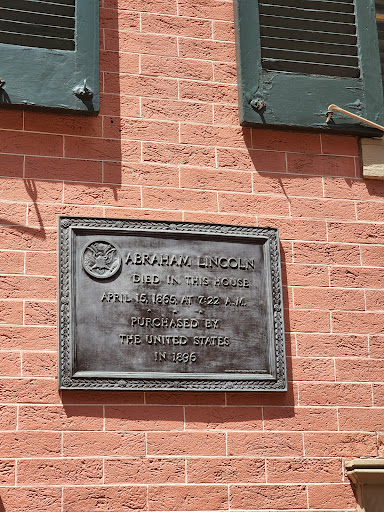 ABRAHAM LINCOLN
DIED IN THIS HOUSE
APRIL 15, 1865, AT 7:22 A.M.
PURCHASED BY
THE UNITED STATES
IN 1896